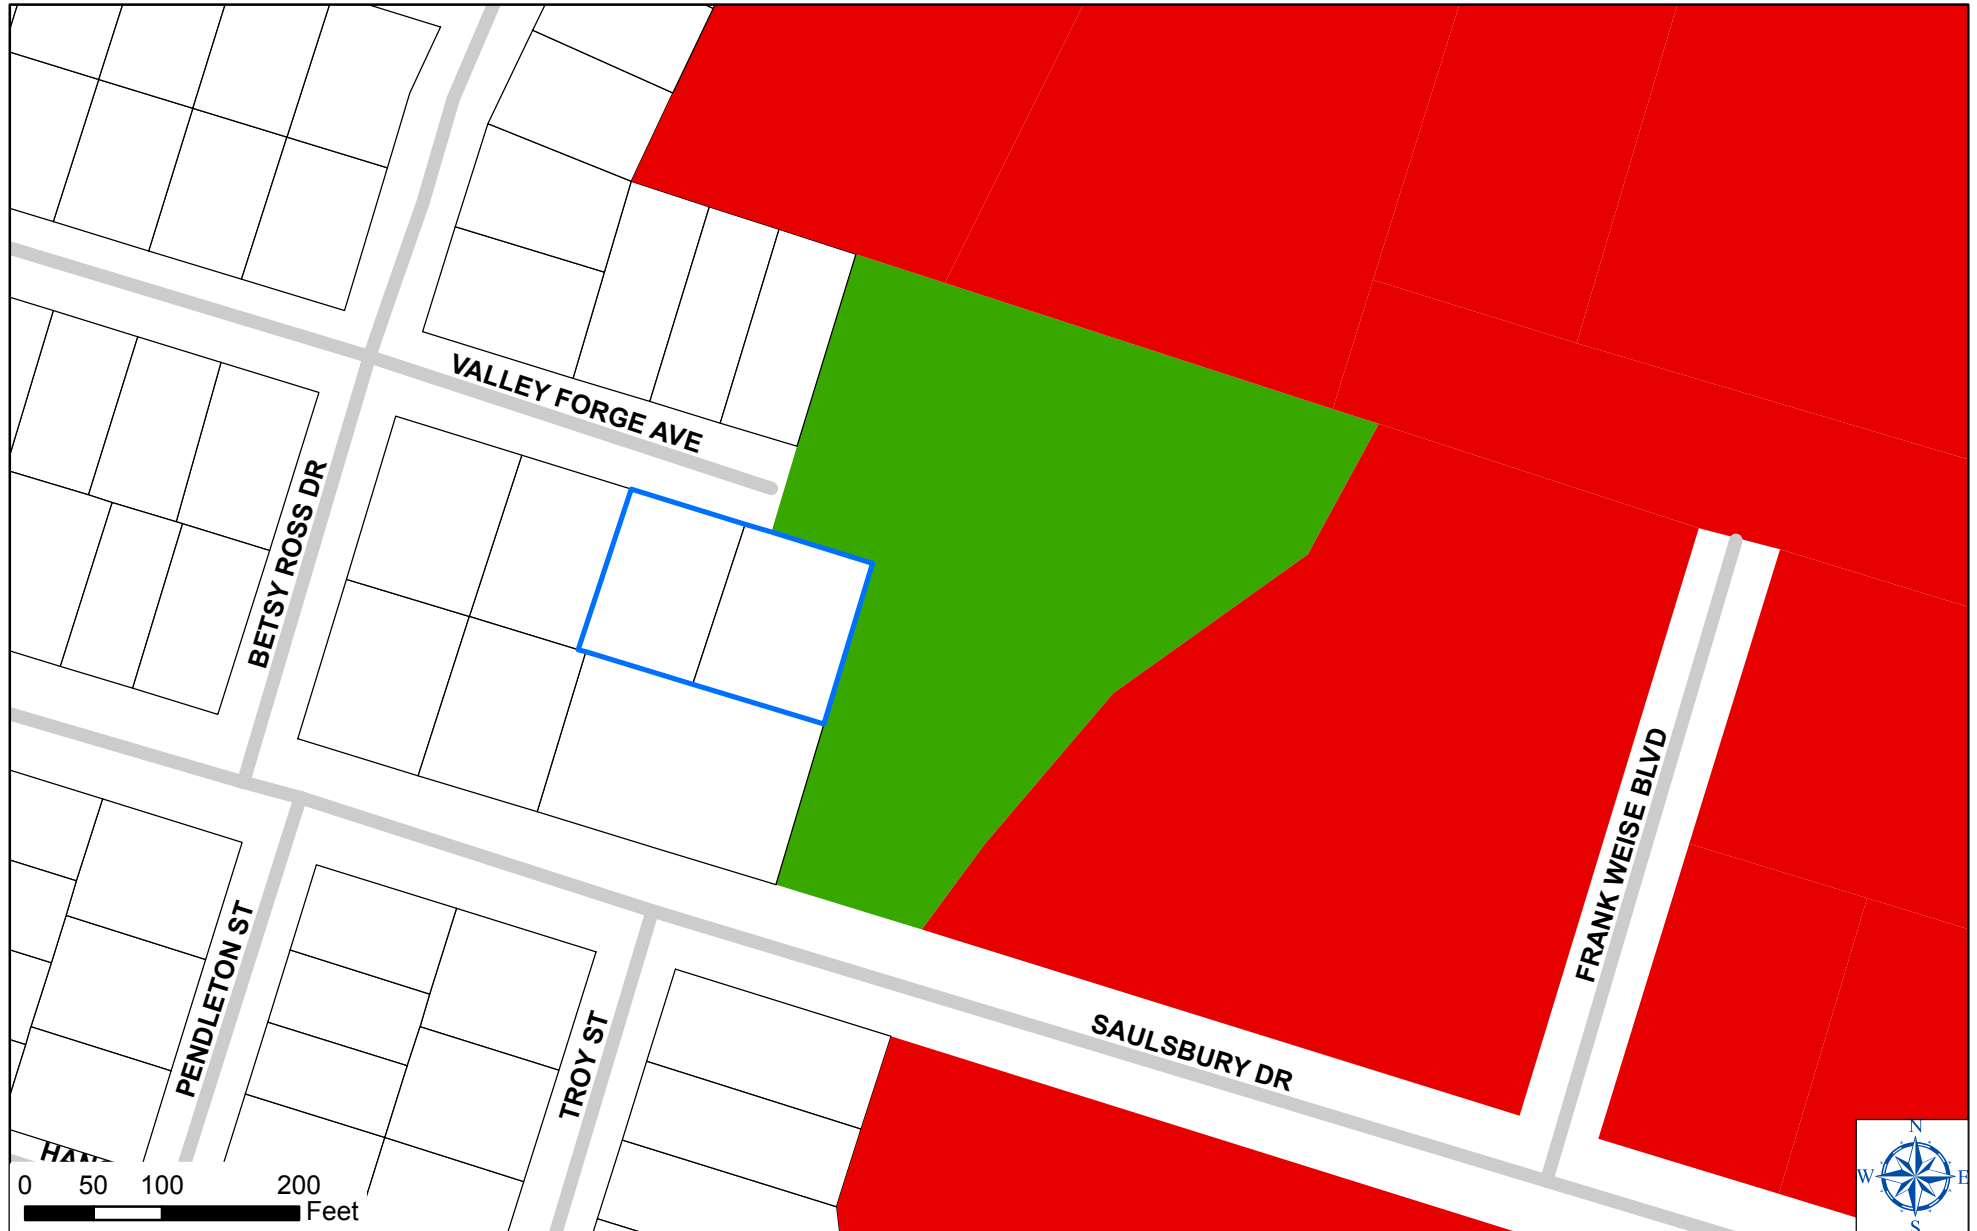 VALLEY FORGE AVE
BETSY ROSS DR
FRANK WEISE BLVD
PENDLETON ST
TROY ST
SAULSBURY DR
0 50 100 200
Feet
N
W E
S